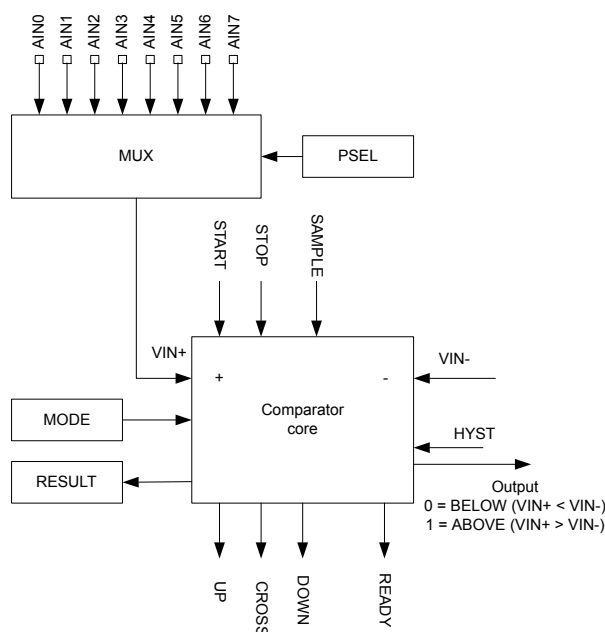 AIN0 AIN1 AIN2 AIN3 AIN4 AIN5 AIN6 AIN7
MUX
PSEL
START STOP SAMPLE
VIN+
VIN-
+
-
MODE
Comparator
core
HYST
RESULT
Output
0 = BELOW (VIN+ < VIN-)
1 = ABOVE (VIN+ > VIN-)
UP CROSS DOWN READY